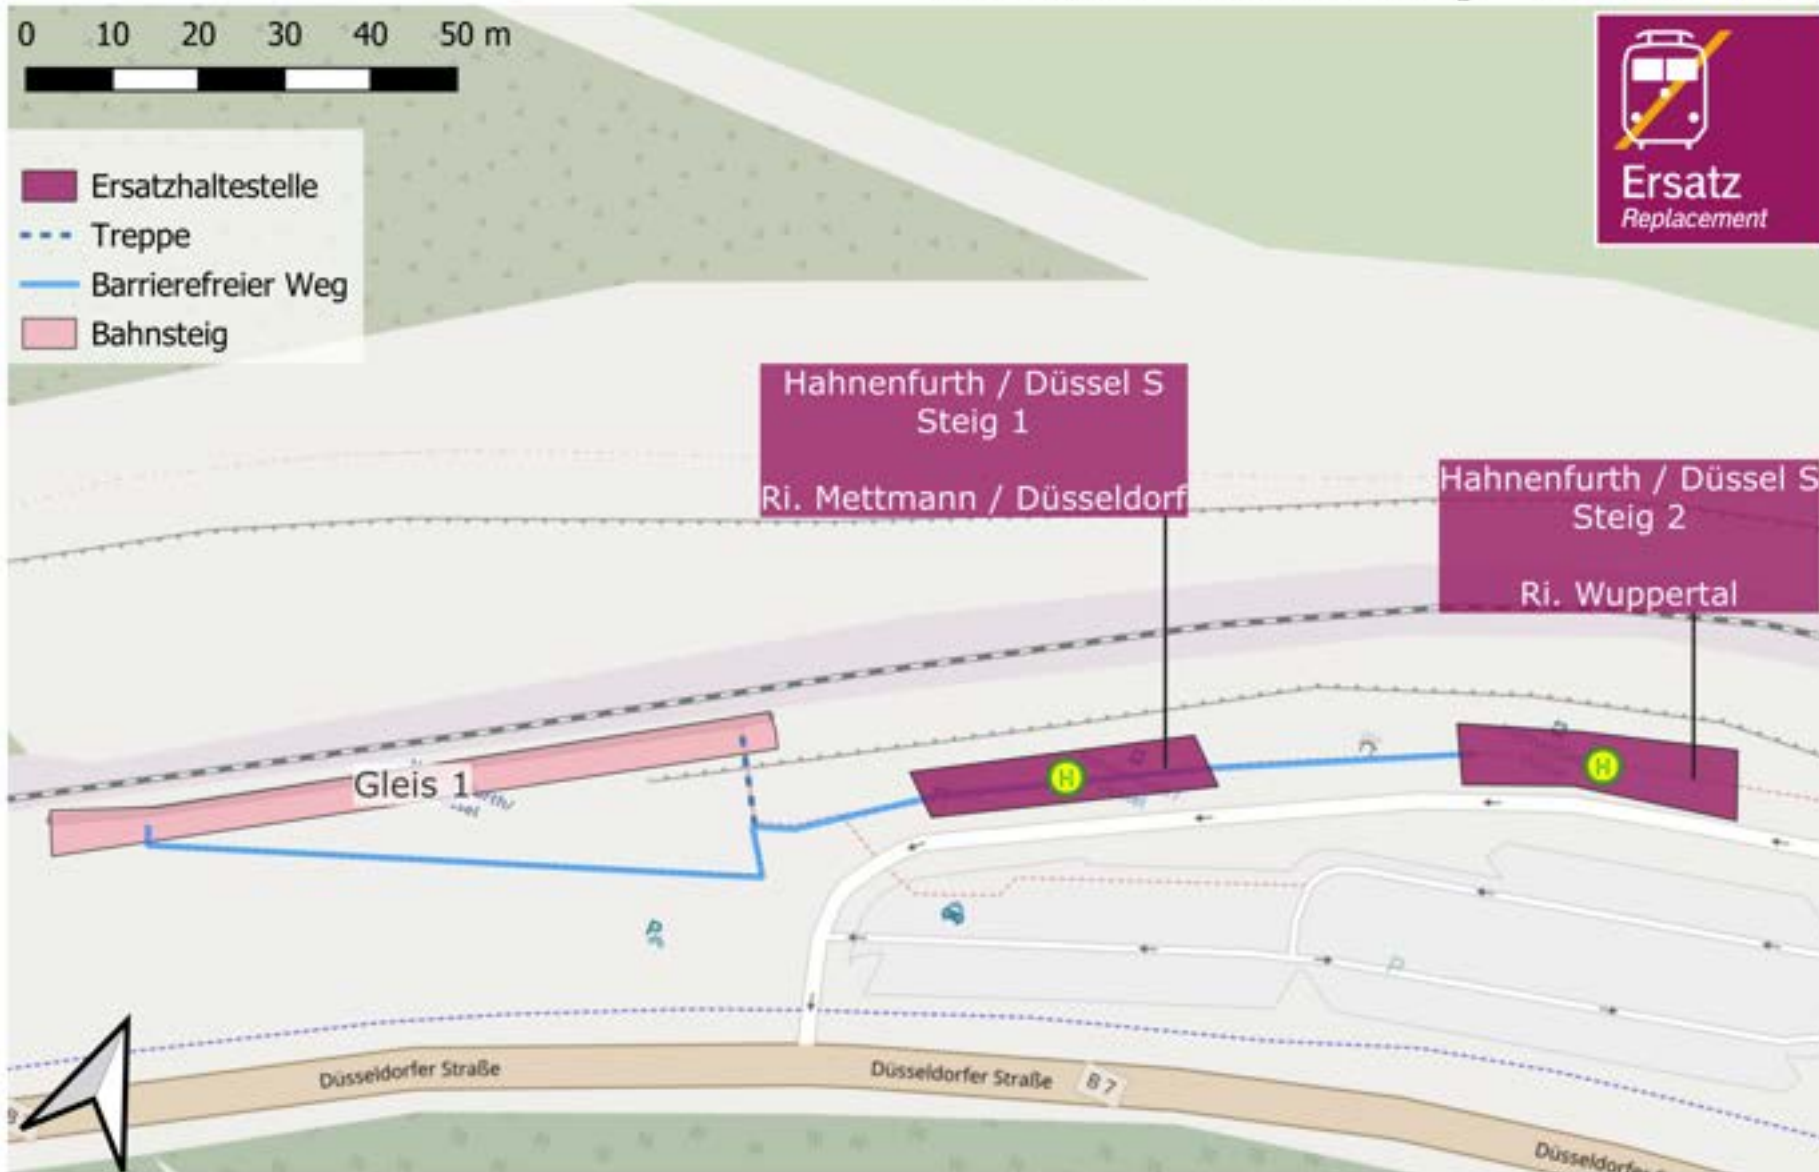 0 10 20 30 40 50 m
Ersatzhaltestelle
Treppe
Barrierefreier Weg
Bahnsteig
Ersatz
Replacement
Hahnenfurth / Düssel S
Steig 1
Ri. Mettmann / Düsseldorf
Hahnenfurth / Düssel S
Steig 2
Ri. Wuppertal
Gleis 1
H
H
P
P
Düsseldorfer Straße
Düsseldorfer Straße
B 7